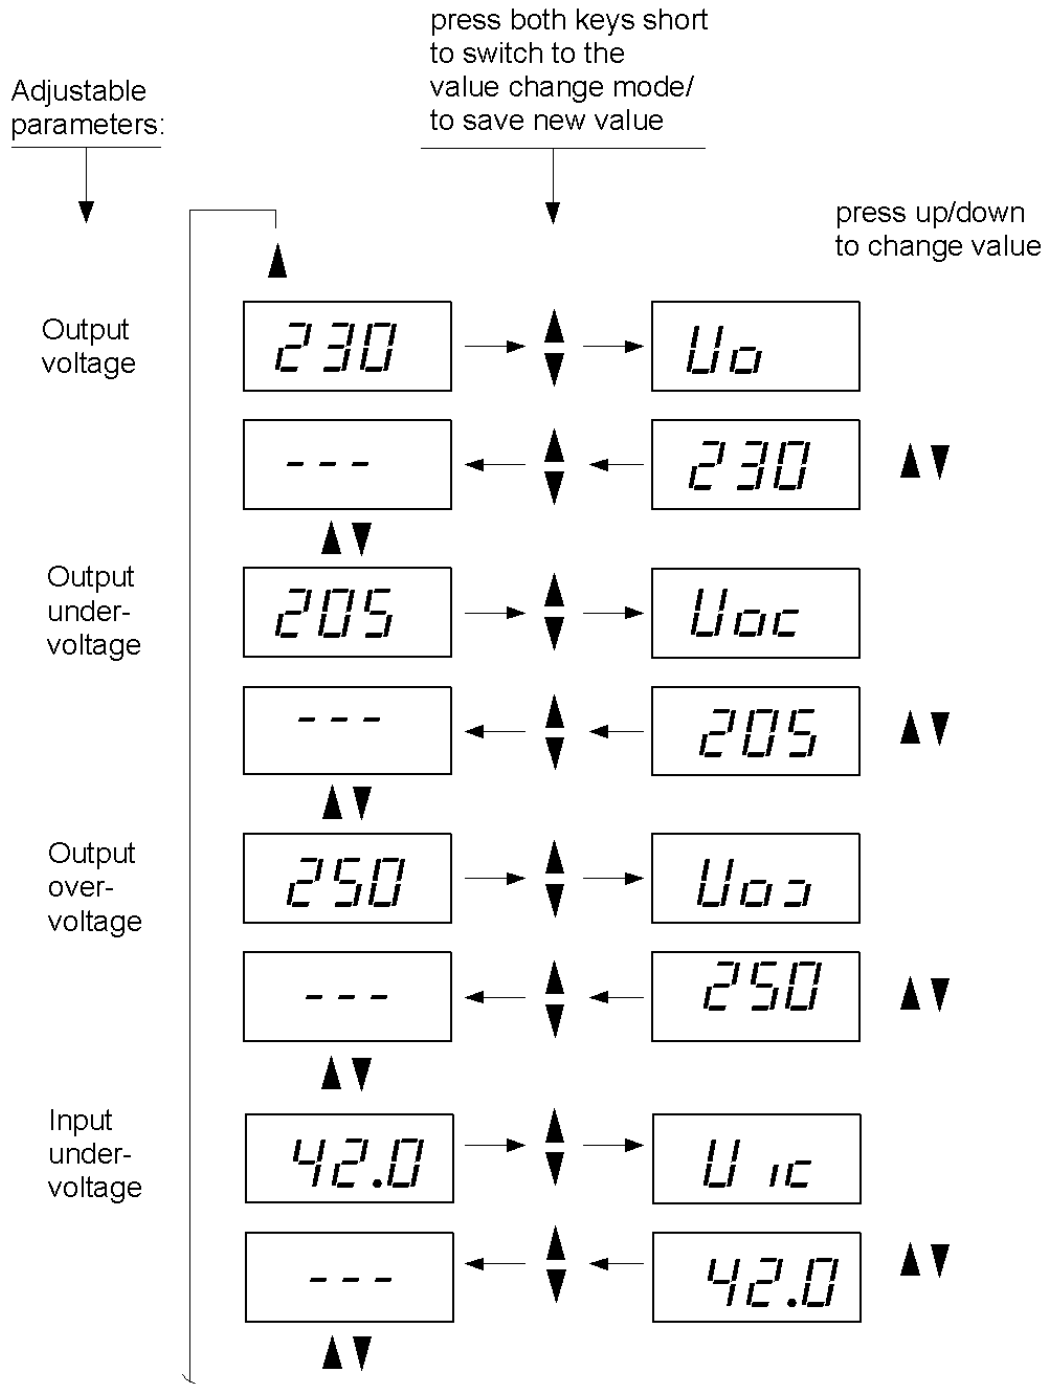 press both keys short
to switch to the
value change mode/
to save new value
Adjustable
parameters:
press up/down
to change value
Output
voltage
230
Uo
---
230
Output
under-
voltage
205
Uoc
---
205
Output
over-
voltage
250
Uoɔ
---
250
Input
under-
voltage
42.0
U ıc
---
42.0